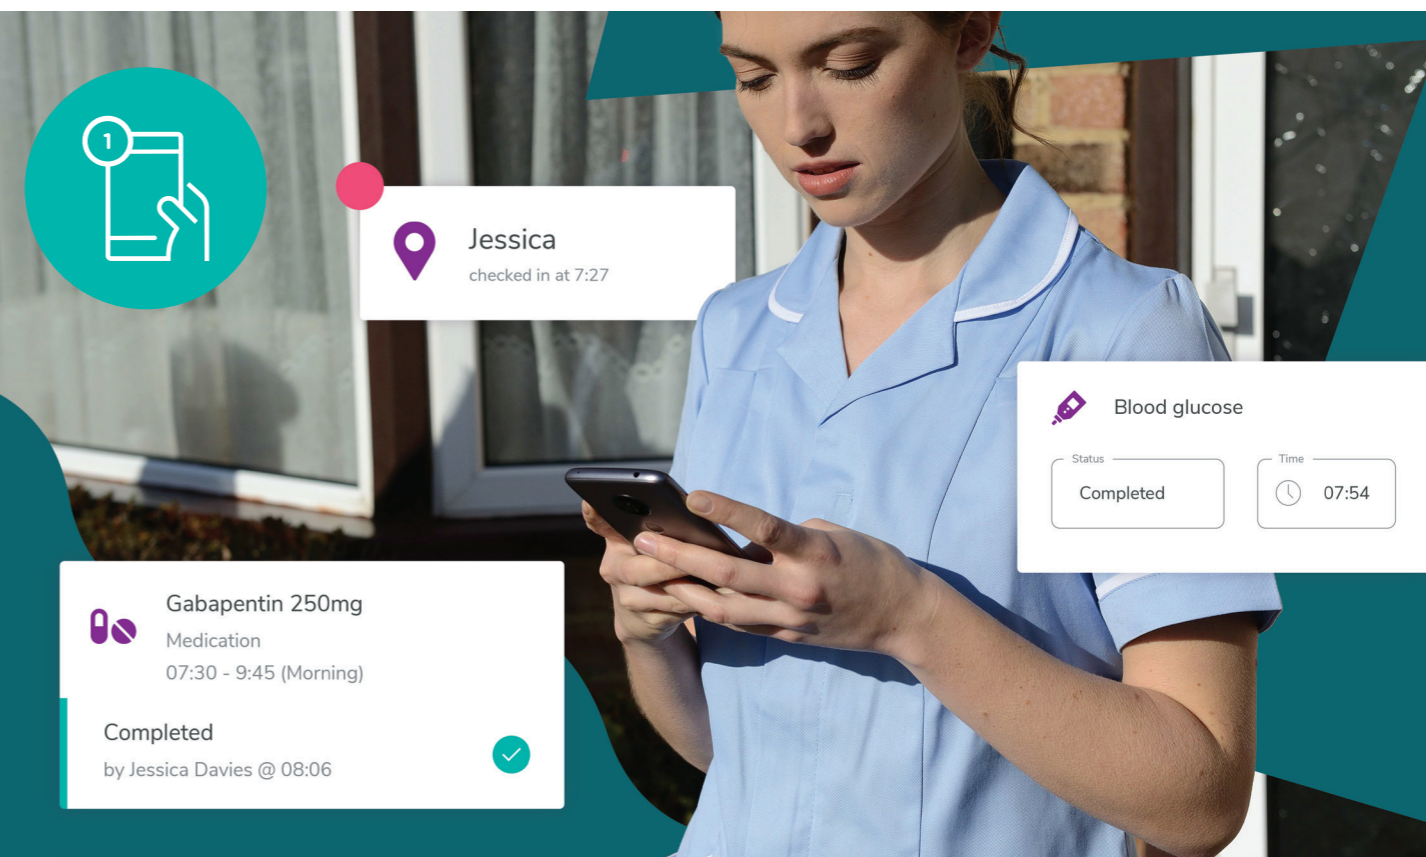 1
Jessica
checked in at 7:27
Blood glucose
Status
Completed
Time
07:54
Gabapentin 250mg
Medication
07:30 - 9:45 (Morning)
Completed
by Jessica Davies @ 08:06